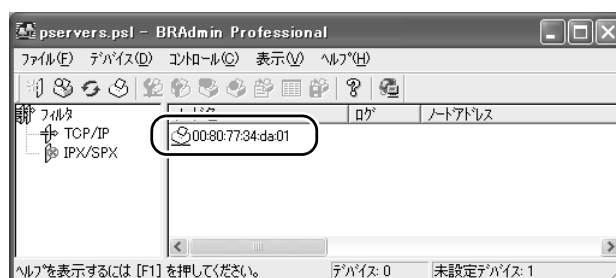 pservers.psl - BRAdmin Professional
ファイル(F) デバイス(D) コントロール(C) 表示(V) ヘルプ(H)
フィルタ
ログ ノードアドレス
TCP/IP
00:80:77:34:da:01
IPX/SPX
ヘルプを表示するには [F1] を押してください。 デバイス: 0 未設定デバイス: 1